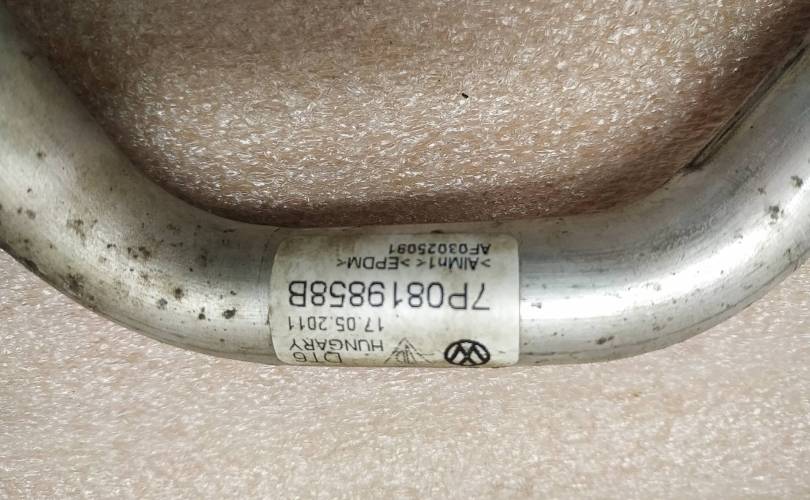 DT6
HUNGARY
17.05.2011
7P0819858B
>AlMn1< >EPDM<
AF03025091